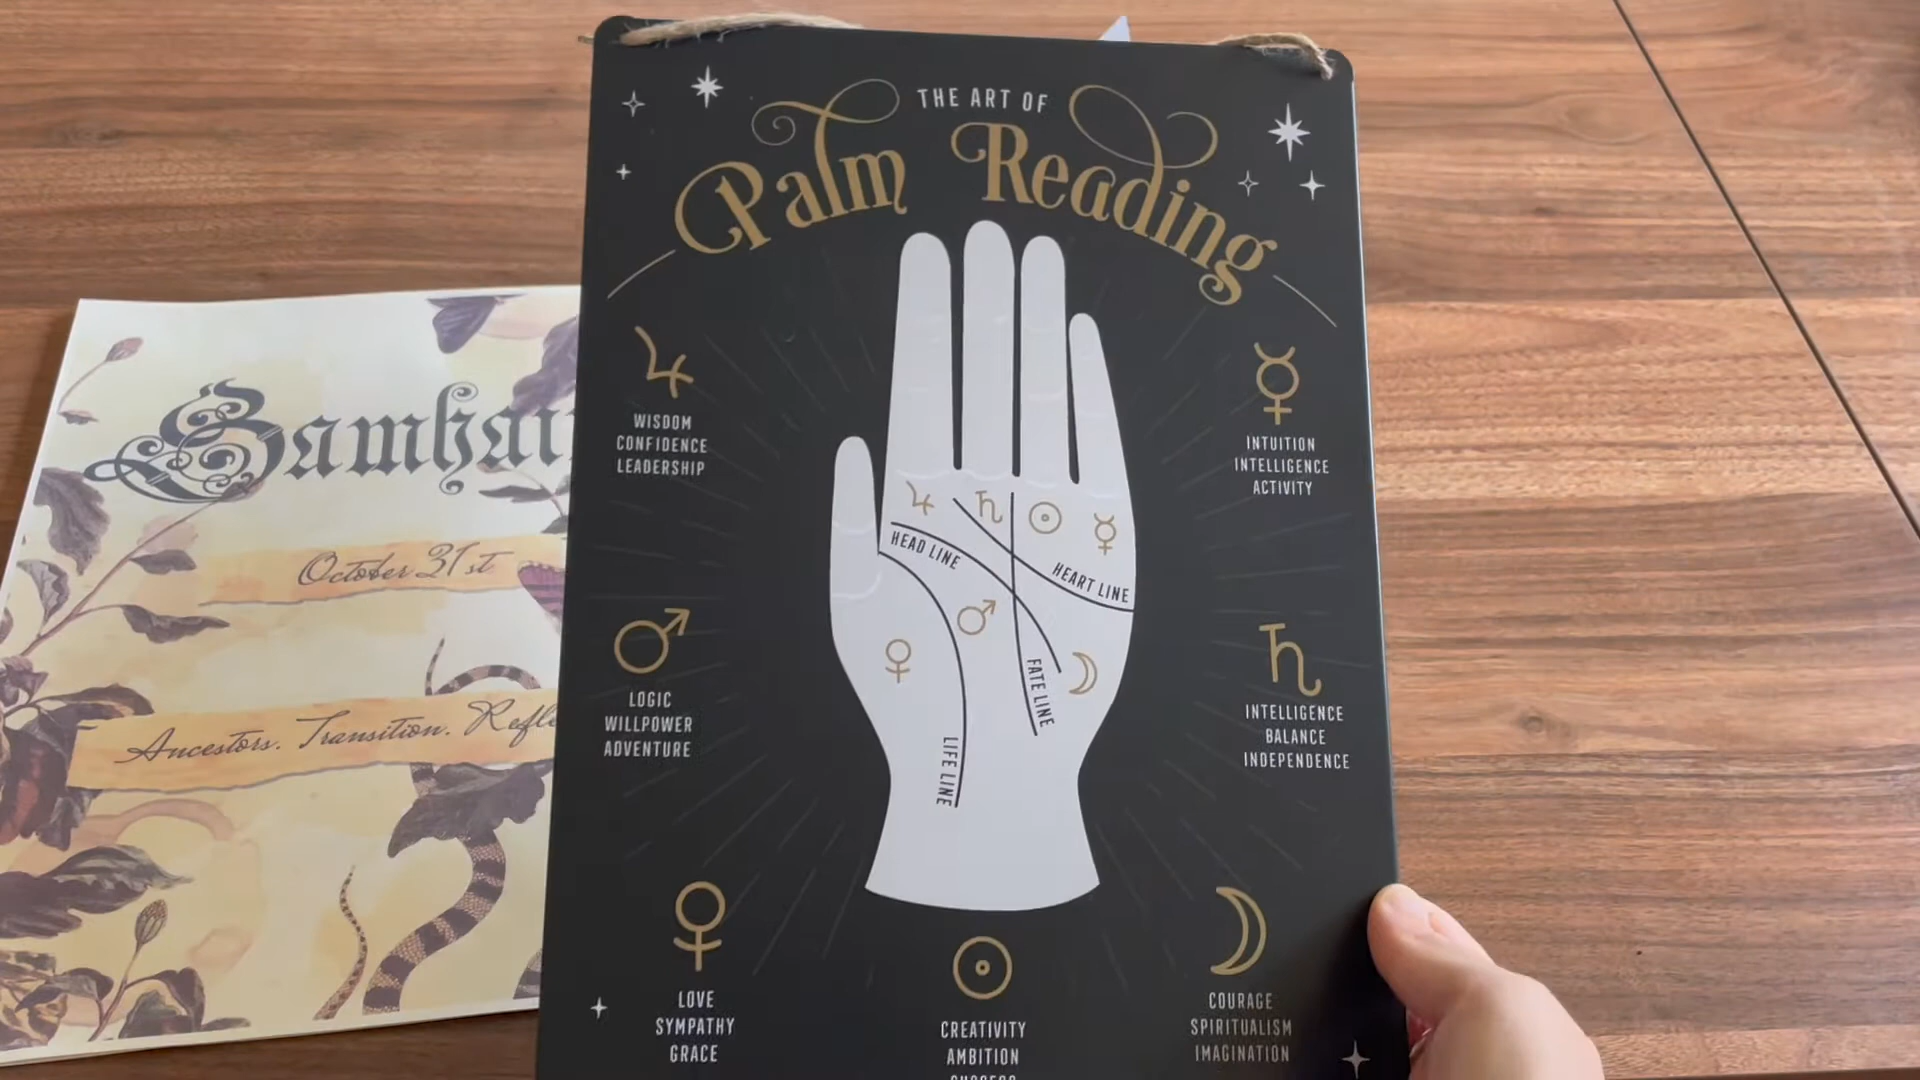 THE ART OF
Palm Reading
WISDOM
CONFIDENCE
LEADERSHIP
INTUITION
INTELLIGENCE
ACTIVITY
HEAD LINE
HEART LINE
FATE LINE
LIFE LINE
LOGIC
WILLPOWER
ADVENTURE
INTELLIGENCE
BALANCE
INDEPENDENCE
LOVE
SYMPATHY
GRACE
CREATIVITY
AMBITION
COURAGE
SPIRITUALISM
IMAGINATION
Samhain
October 31st
Ancestors. Transition.